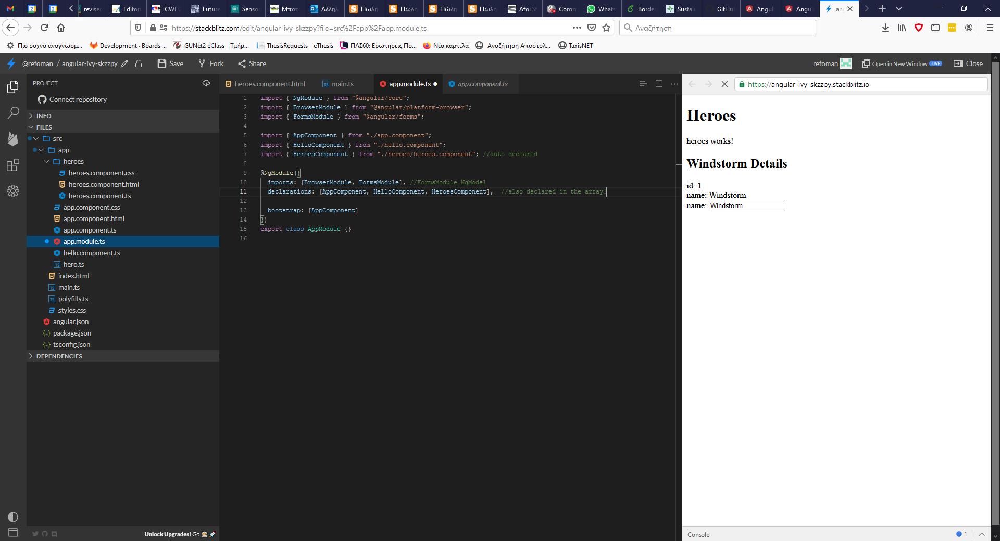 revised
Editori
ICWE 2
Future
Sensor
Μπατ
Αλλη
Πωλή
Πώλη
Πώλη
Πώλη
Afoi St
Comm
Whats
Borde
Sustai
GitHu
Angul
Angul
an
https://stackblitz.com/edit/angular-ivy-skzzpy?file=src%2Fapp%2Fapp.module.ts
Αναζήτηση
Πιο συχνά αναγνωσμ...
Development · Boards ...
GUNet2 eClass - Τμήμ...
ThesisRequests - eThesis
ΠΛΣ60: Ερωτήσεις Πο...
Νέα καρτέλα
Αναζήτηση Αποστολ...
TaxisNET
@refoman / angular-ivy-skzzpy
Save
Fork
Share
refoman
Open in New Window LIVE
Close
PROJECT
Connect repository
INFO
FILES
src
app
heroes
heroes.component.css
heroes.component.html
heroes.component.ts
app.component.css
app.component.html
app.component.ts
app.module.ts
hello.component.ts
hero.ts
index.html
main.ts
polyfills.ts
styles.css
angular.json
package.json
tsconfig.json
DEPENDENCIES
Unlock Upgrades! Go
heroes.component.html
main.ts
app.module.ts
app.component.ts
1 import { NgModule } from "@angular/core";
2 import { BrowserModule } from "@angular/platform-browser";
3 import { FormsModule } from "@angular/forms";
4
5 import { AppComponent } from "./app.component";
6 import { HelloComponent } from "./hello.component";
7 import { HeroesComponent } from "./heroes/heroes.component"; //auto declared
8
9 @NgModule({
10 imports: [BrowserModule, FormsModule], //FormsModule NgModel
11 declarations: [AppComponent, HelloComponent, HeroesComponent], //also declared in the array!
12
13 bootstrap: [AppComponent]
14 })
15 export class AppModule {}
16
https://angular-ivy-skzzpy.stackblitz.io
Heroes
heroes works!
Windstorm Details
id: 1
name: Windstorm
name: Windstorm
Console
1